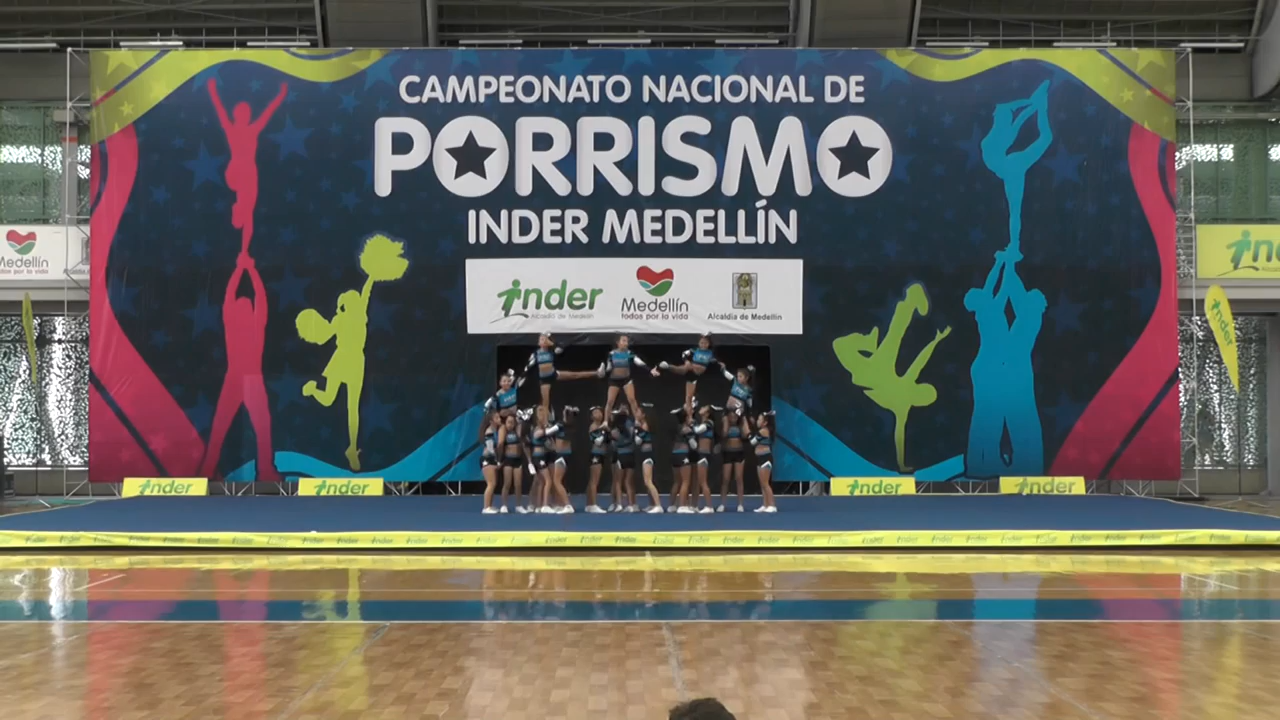 CAMPEONATO NACIONAL DE
PORRISMO
INDER MEDELLÍN
inder
Alcaldía de Medellín
Medellín
todos por la vida
Alcaldía de Medellín
Medellín
todos por la vida
inder
inder
inder
inder
inder